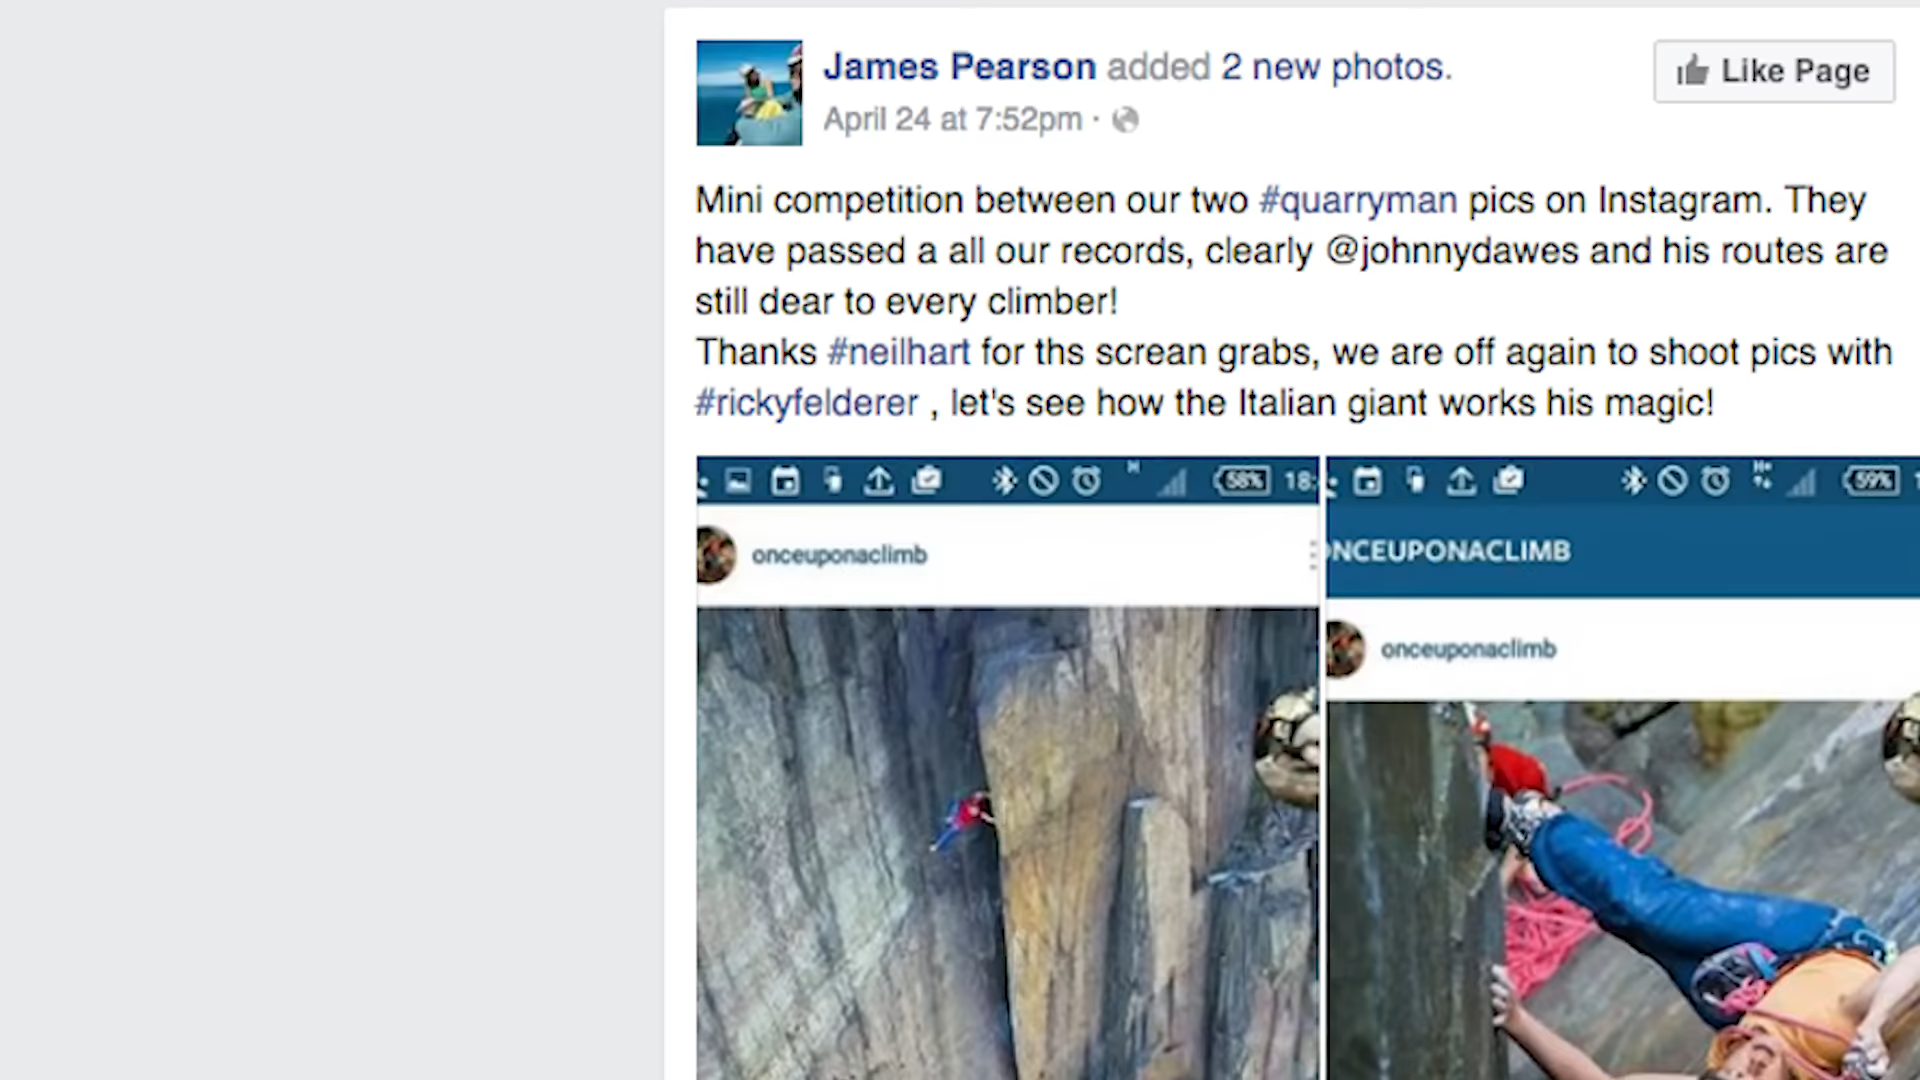 James Pearson added 2 new photos.
Like Page
April 24 at 7:52pm ·
Mini competition between our two #quarryman pics on Instagram. They
have passed a all our records, clearly @johnnydawes and his routes are
still dear to every climber!
Thanks #neilhart for ths screan grabs, we are off again to shoot pics with
#rickyfelderer , let's see how the Italian giant works his magic!
58% 18:
59%
onceuponaclimb
NCEUPONACLIMB
onceuponaclimb